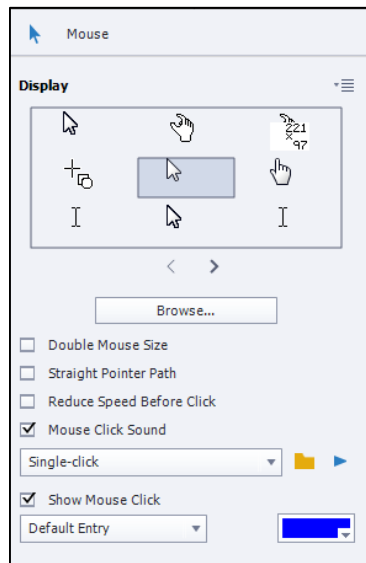 Mouse
Display
221
×
97
Browse...
Double Mouse Size
Straight Pointer Path
Reduce Speed Before Click
Mouse Click Sound
Single-click
Show Mouse Click
Default Entry